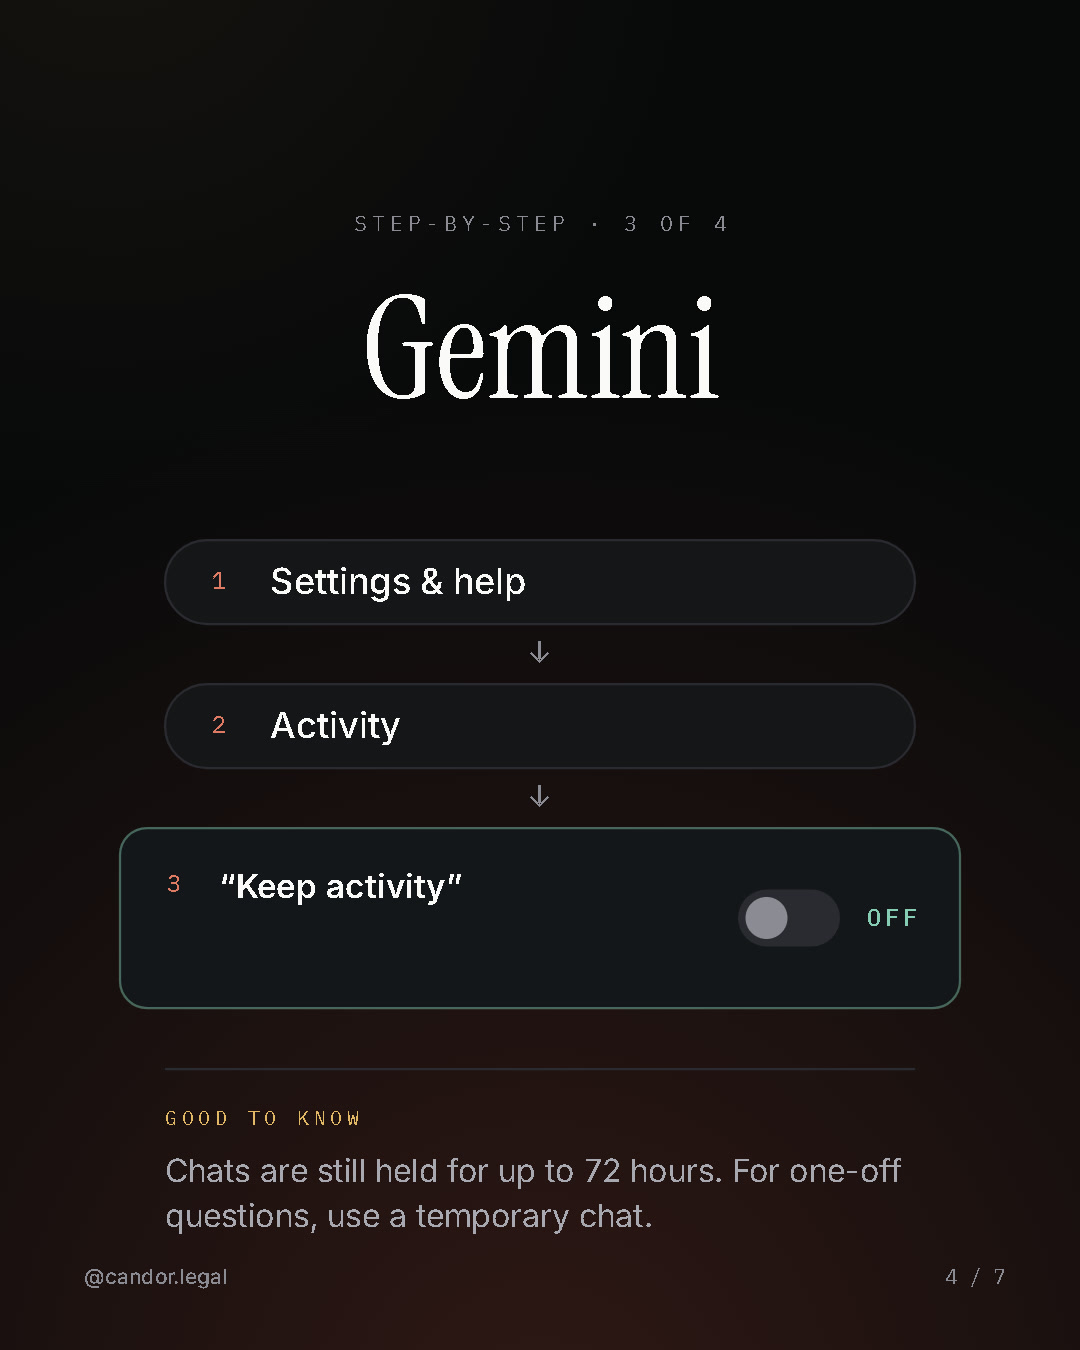 STEP-BY-STEP · 3 OF 4
Gemini
1 Settings & help
↓
2 Activity
↓
3 “Keep activity”
OFF
GOOD TO KNOW
Chats are still held for up to 72 hours. For one-off
questions, use a temporary chat.
@candor.legal
4 / 7